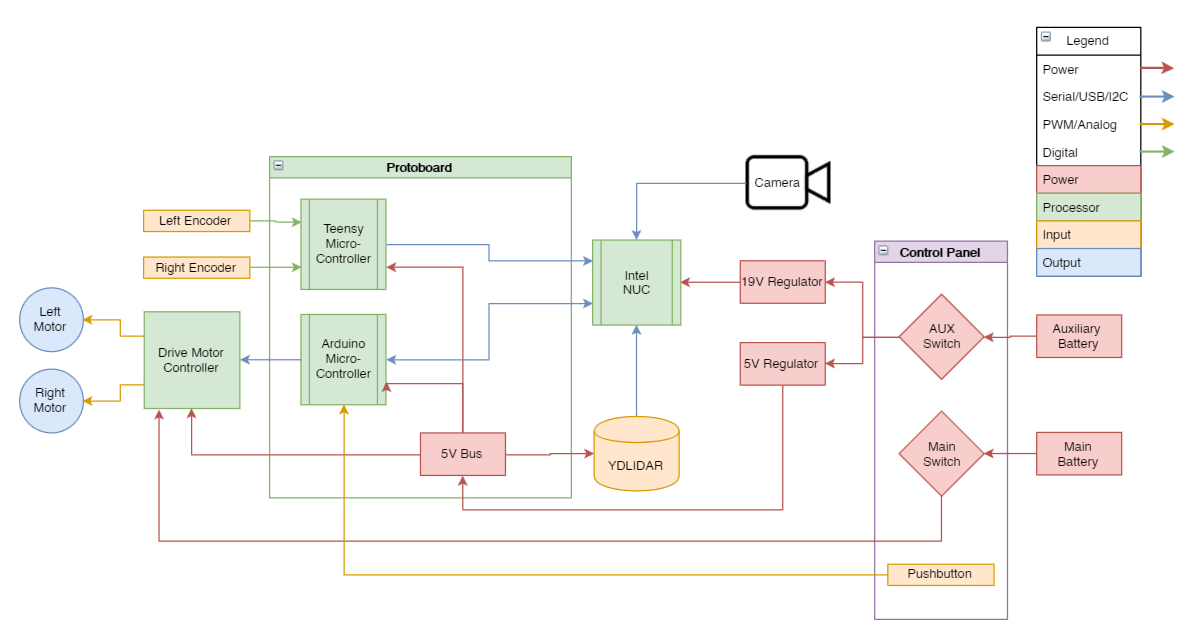 Legend
Power
Serial/USB/I2C
PWM/Analog
Digital
Power
Processor
Input
Output
Protoboard
Camera
Left Encoder
Teensy
Micro-
Controller
Right Encoder
Intel
NUC
Control Panel
19V Regulator
Left
Motor
Drive Motor
Controller
Arduino
Micro-
Controller
AUX
Switch
Auxiliary
Battery
5V Regulator
Right
Motor
5V Bus
YDLIDAR
Main
Switch
Main
Battery
Pushbutton